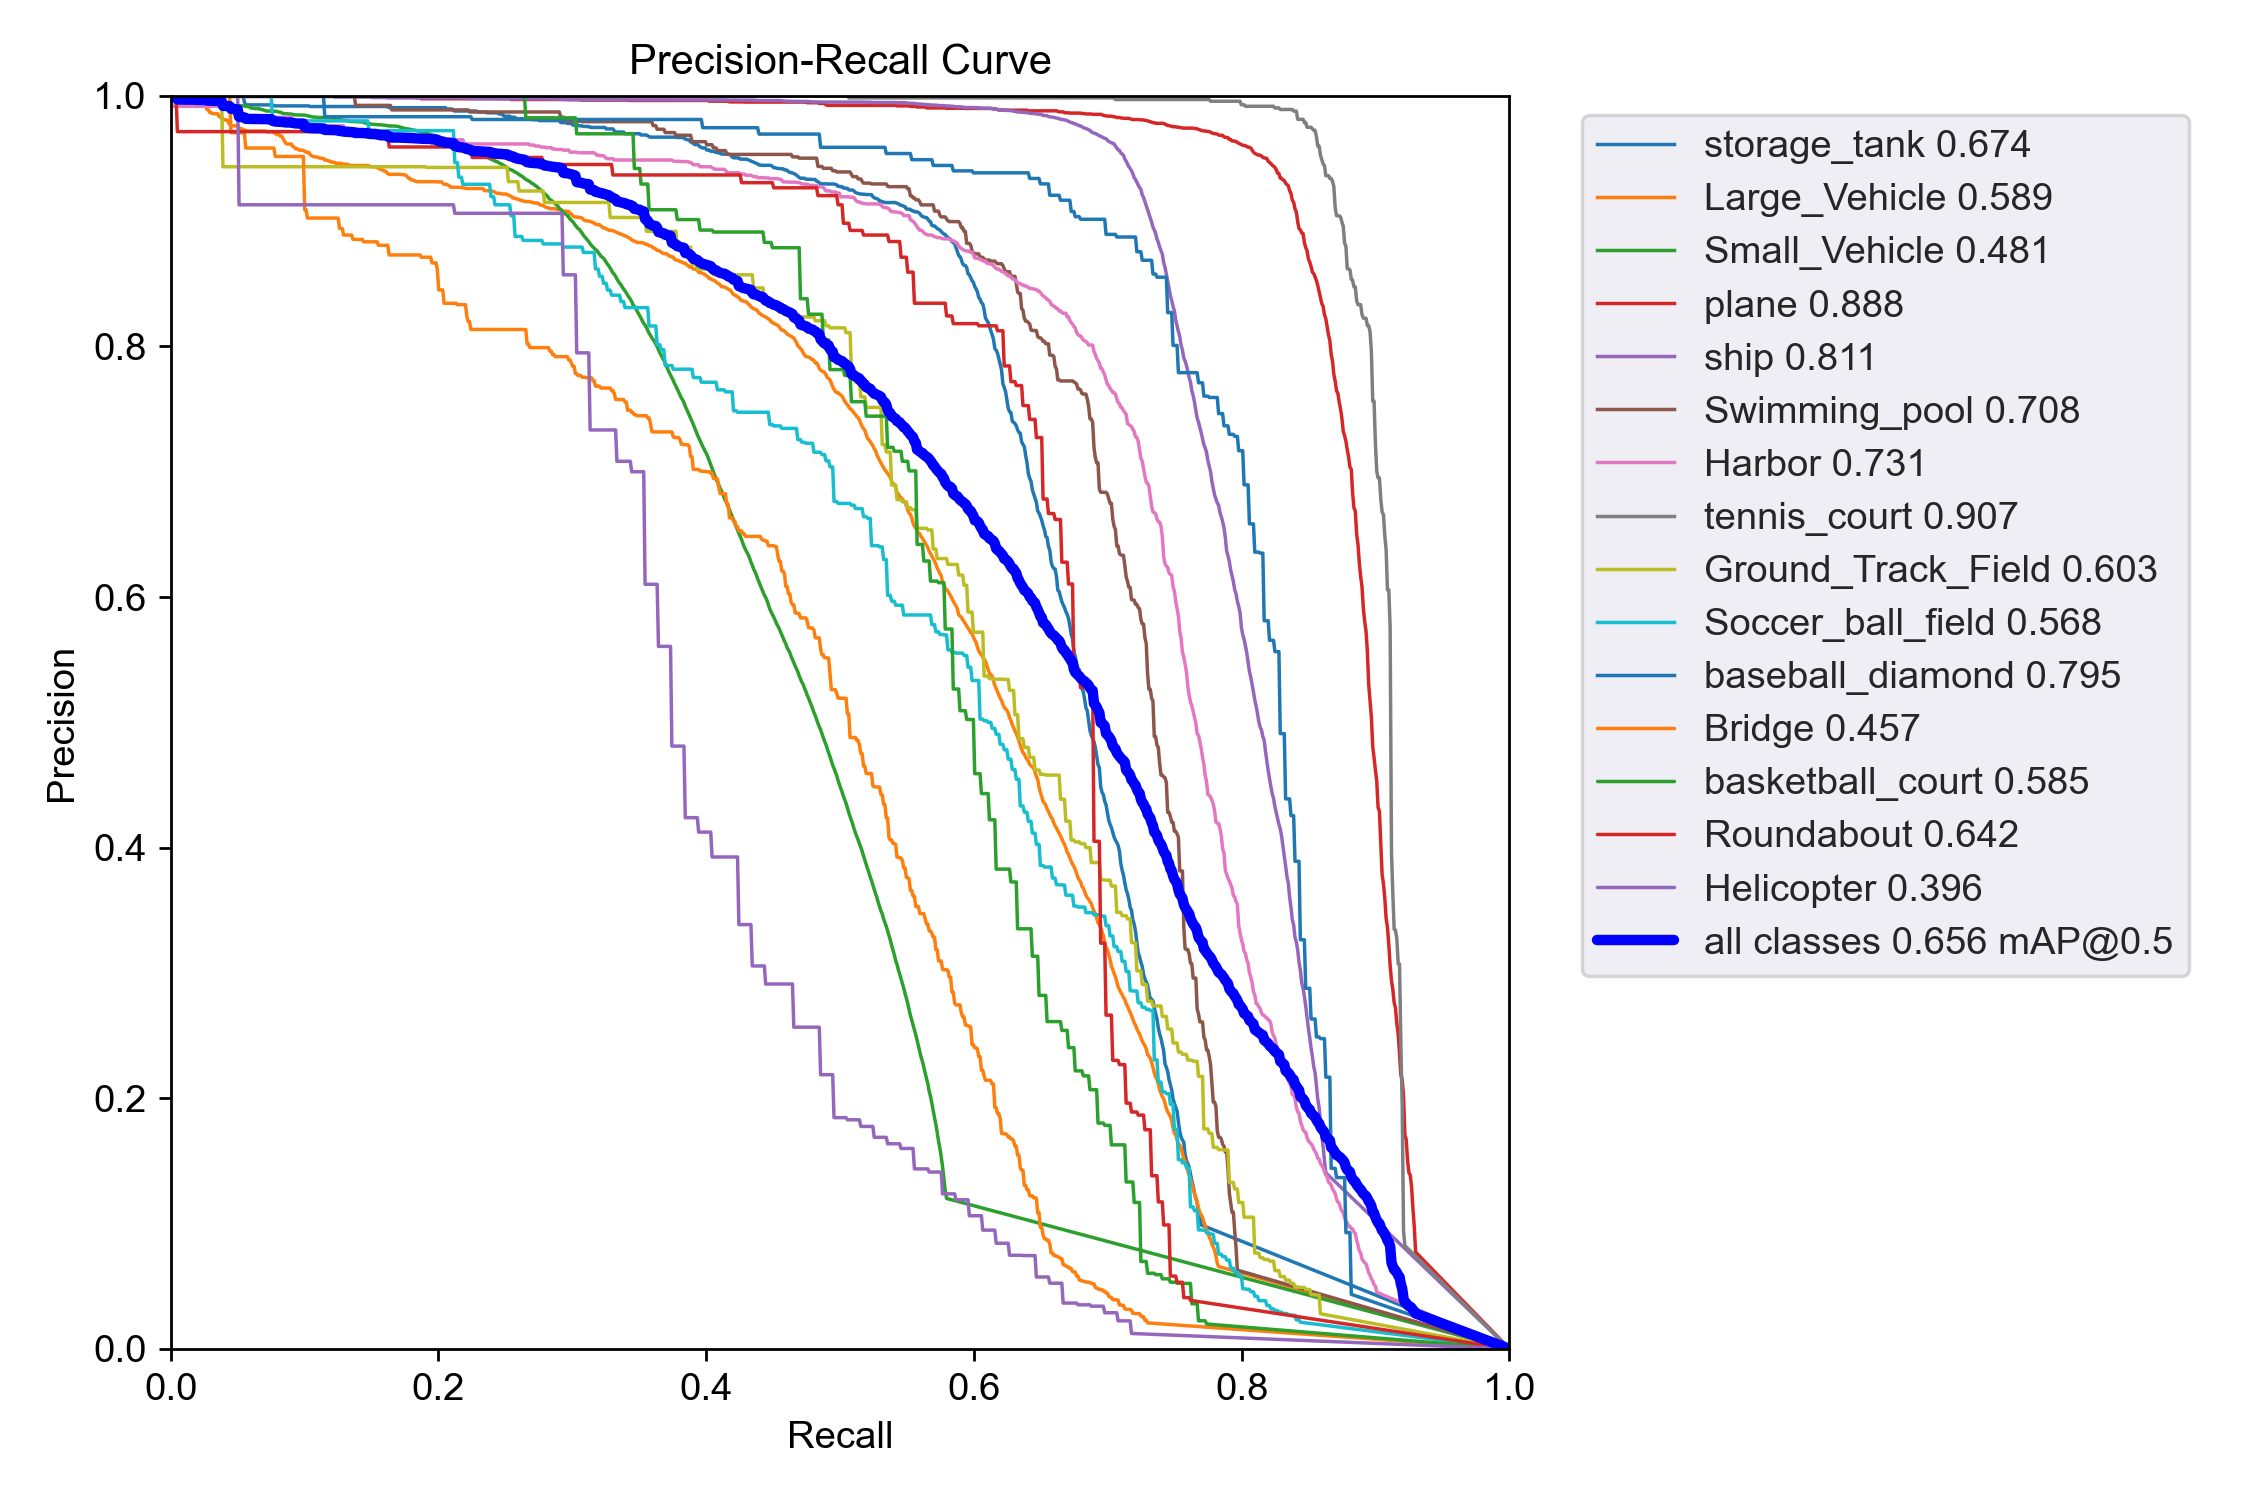 Precision-Recall Curve
1.0
0.8
0.6
0.4
0.2
0.0
Precision
0.0 0.2 0.4 0.6 0.8 1.0
Recall
storage_tank 0.674
Large_Vehicle 0.589
Small_Vehicle 0.481
plane 0.888
ship 0.811
Swimming_pool 0.708
Harbor 0.731
tennis_court 0.907
Ground_Track_Field 0.603
Soccer_ball_field 0.568
baseball_diamond 0.795
Bridge 0.457
basketball_court 0.585
Roundabout 0.642
Helicopter 0.396
all classes 0.656 mAP@0.5